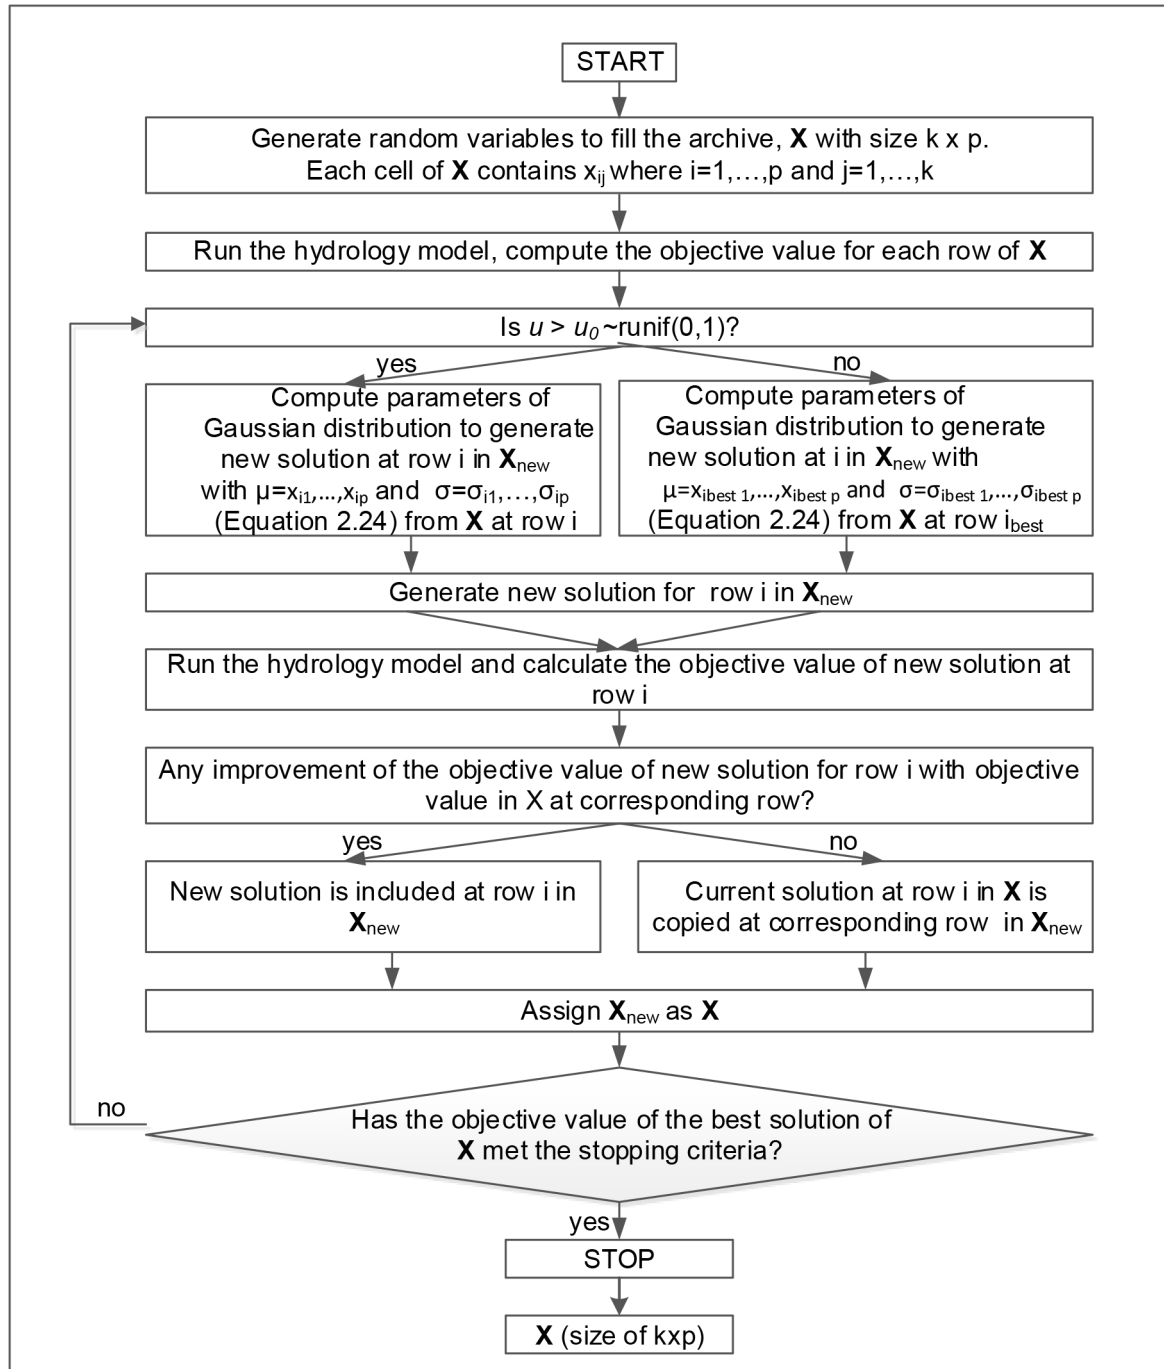 START
Generate random variables to fill the archive, X with size k x p.
Each cell of X contains xij where i=1,…,p and j=1,…,k
Run the hydrology model, compute the objective value for each row of X
Is u > u0 ~runif(0,1)?
yes
no
Compute parameters of
Gaussian distribution to generate
new solution at row i in Xnew
with μ=xi1,…,xip and σ=σi1,…,σip
(Equation 2.24) from X at row i
Compute parameters of
Gaussian distribution to generate
new solution at i in Xnew with
μ=xibest 1,…,xibest p and σ=σibest 1,…,σibest p
(Equation 2.24) from X at row ibest
Generate new solution for row i in Xnew
Run the hydrology model and calculate the objective value of new solution at
row i
Any improvement of the objective value of new solution for row i with objective
value in X at corresponding row?
yes
no
New solution is included at row i in
Xnew
Current solution at row i in X is
copied at corresponding row in Xnew
Assign Xnew as X
no
Has the objective value of the best solution of
X met the stopping criteria?
yes
STOP
X (size of kxp)